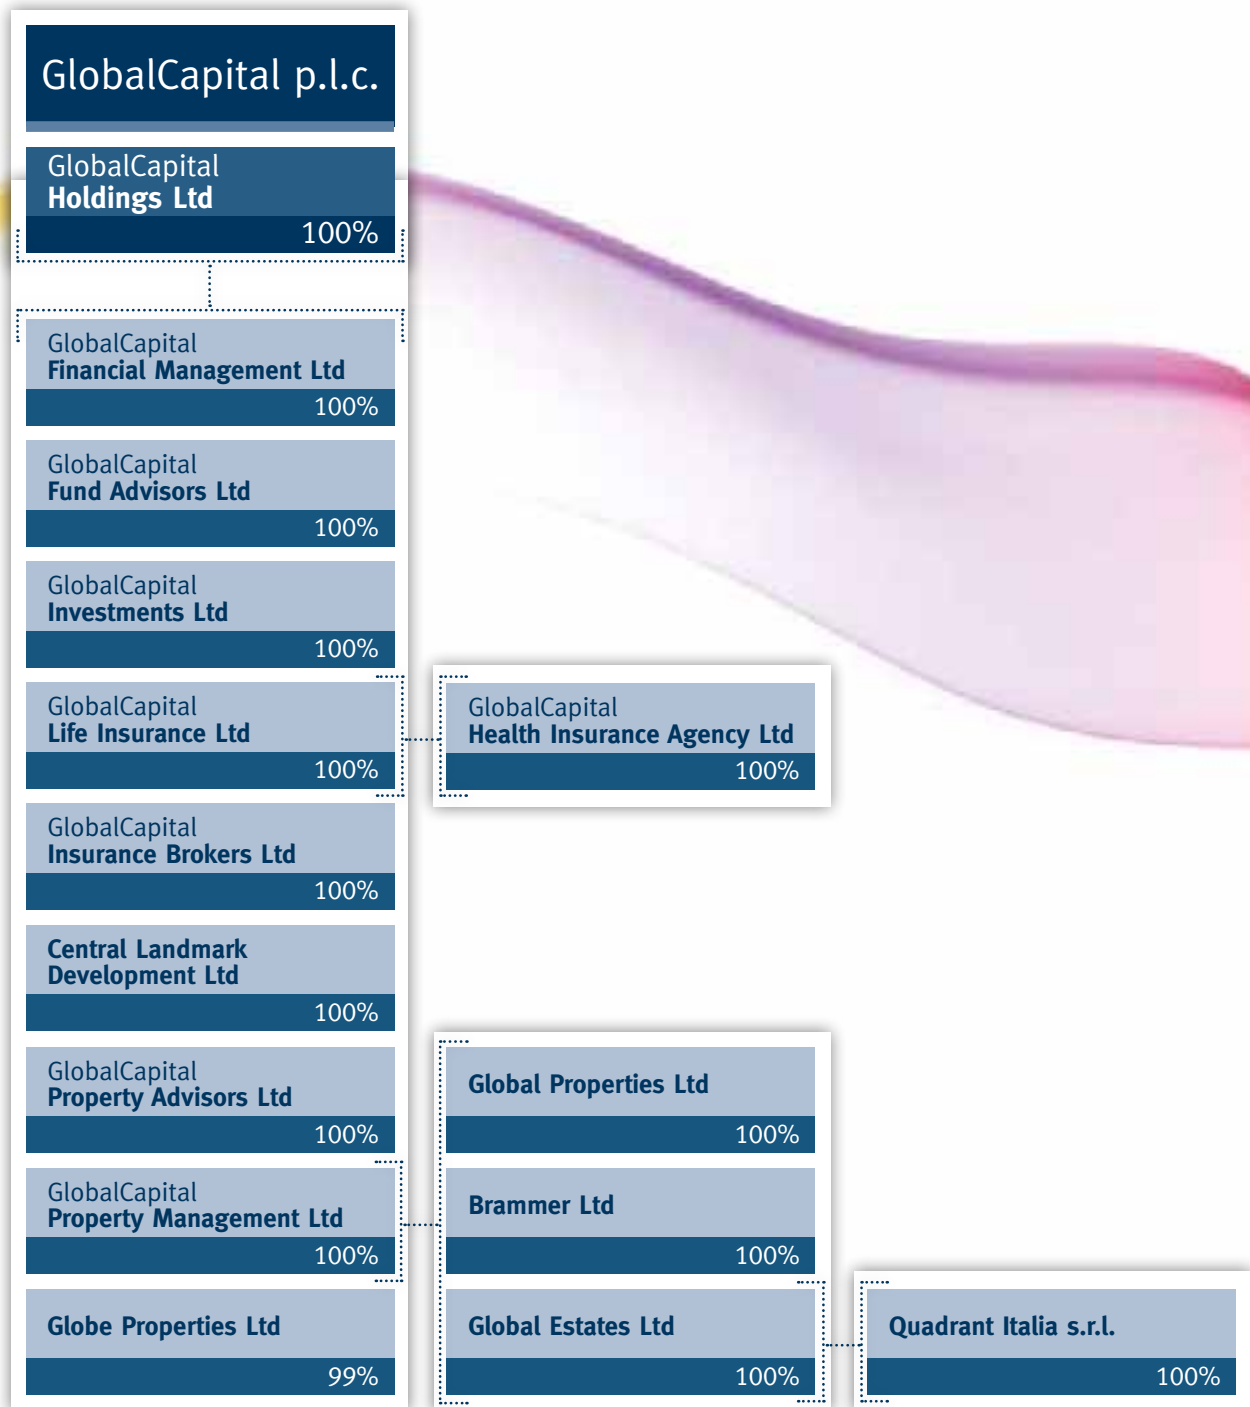 GlobalCapital p.l.c.
GlobalCapital
Holdings Ltd
100%
GlobalCapital
Financial Management Ltd
100%
GlobalCapital
Fund Advisors Ltd
100%
GlobalCapital
Investments Ltd
100%
GlobalCapital
Life Insurance Ltd
100%
GlobalCapital
Health Insurance Agency Ltd
100%
GlobalCapital
Insurance Brokers Ltd
100%
Central Landmark
Development Ltd
100%
GlobalCapital
Property Advisors Ltd
100%
Global Properties Ltd
100%
GlobalCapital
Property Management Ltd
100%
Brammer Ltd
100%
Globe Properties Ltd
99%
Global Estates Ltd
100%
Quadrant Italia s.r.l.
100%